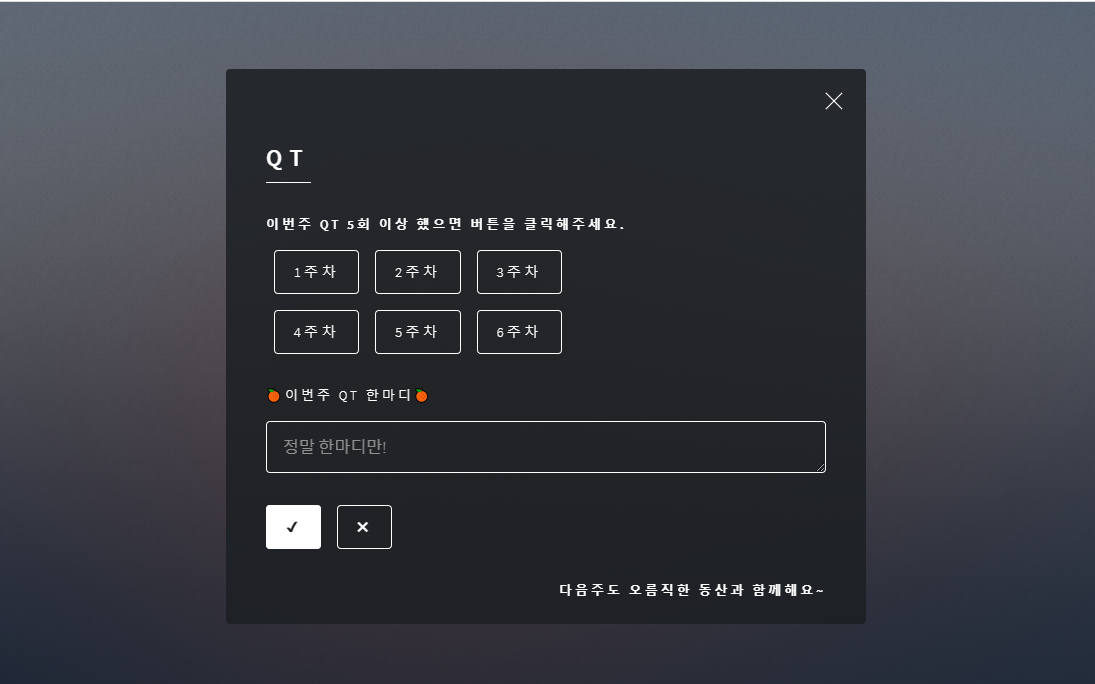 QT
이번주 QT 5회 이상 했으면 버튼을 클릭해주세요.
1주차 2주차 3주차
4주차 5주차 6주차
🍊이번주 QT 한마디🍊
정말 한마디만!
✔ ✕
다음주도 오름직한 동산과 함께해요~